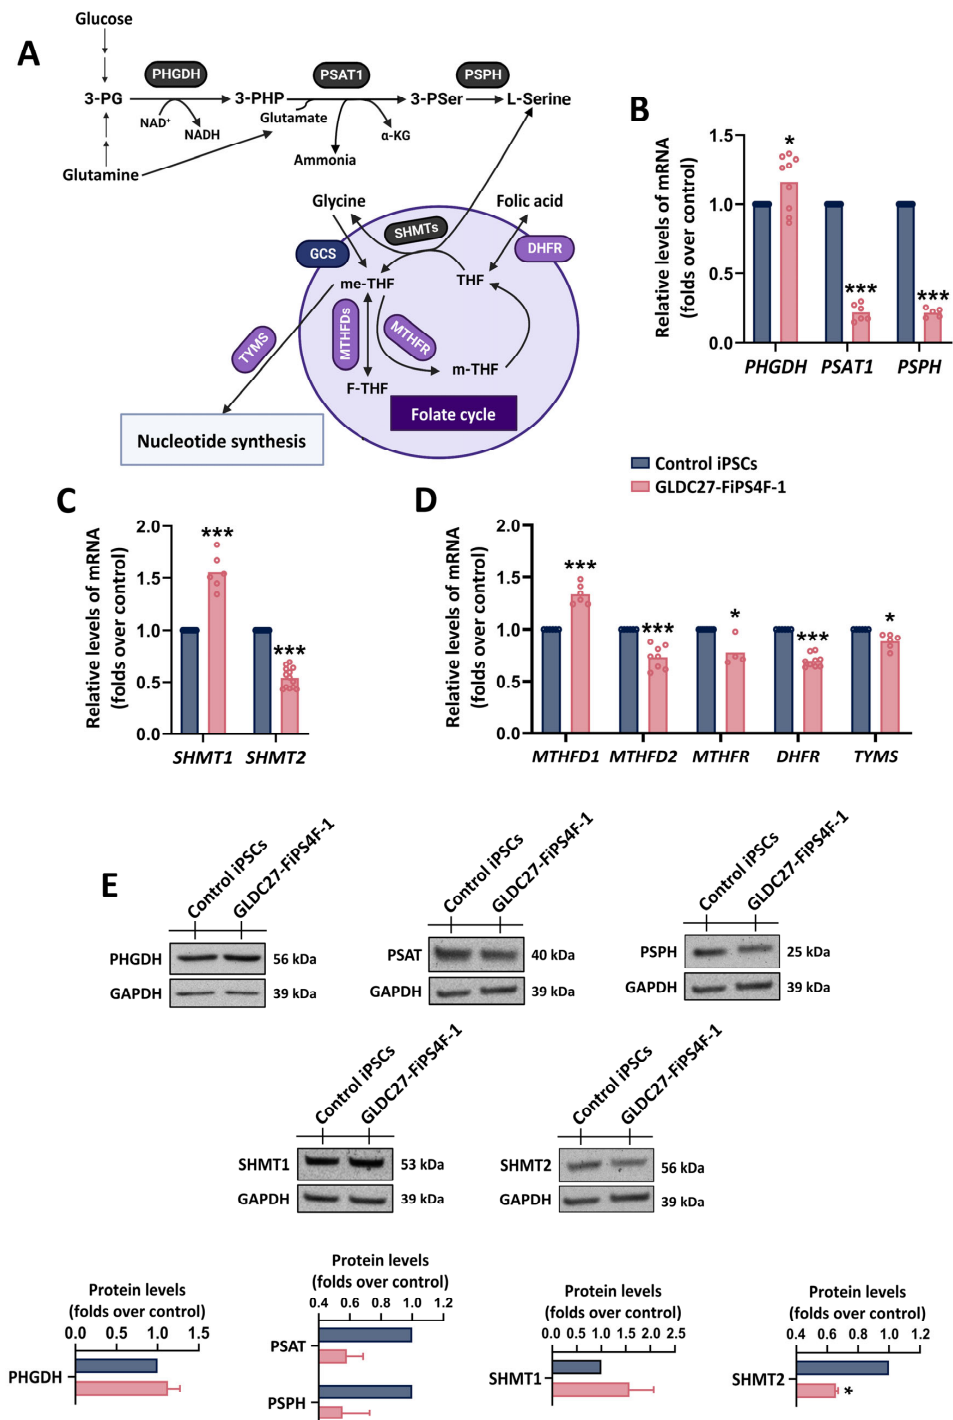 A
Glucose
PHGDH
PSAT1
PSPH
3-PG
3-PHP
3-PSer
L-Serine
NAD⁺
NADH
Glutamate
α-KG
Ammonia
Glutamine
Glycine
Folic acid
SHMTs
GCS
DHFR
me-THF
THF
TYMS
MTHFDs
MTHFR
m-THF
F-THF
Folate cycle
Nucleotide synthesis
B
Relative levels of mRNA
(folds over control)
1.5
1.0
0.5
0.0
*
***
***
PHGDH PSAT1 PSPH
Control iPSCs
GLDC27-FiPS4F-1
C
Relative levels of mRNA
(folds over control)
2.0
1.5
1.0
0.5
0.0
***
***
SHMT1 SHMT2
D
Relative levels of mRNA
(folds over control)
2.0
1.5
1.0
0.5
0.0
***
***
*
***
*
MTHFD1 MTHFD2 MTHFR DHFR TYMS
E
Control iPSCs
GLDC27-FiPS4F-1
PHGDH 56 kDa
GAPDH 39 kDa
Control iPSCs
GLDC27-FiPS4F-1
PSAT 40 kDa
GAPDH 39 kDa
Control iPSCs
GLDC27-FiPS4F-1
PSPH 25 kDa
GAPDH 39 kDa
Control iPSCs
GLDC27-FiPS4F-1
SHMT1 53 kDa
GAPDH 39 kDa
Control iPSCs
GLDC27-FiPS4F-1
SHMT2 56 kDa
GAPDH 39 kDa
Protein levels
(folds over control)
0.0 0.5 1.0 1.5
PHGDH
Protein levels
(folds over control)
0.4 0.6 0.8 1.0 1.2
PSAT
PSPH
Protein levels
(folds over control)
0.0 0.5 1.0 1.5 2.0 2.5
SHMT1
Protein levels
(folds over control)
0.4 0.6 0.8 1.0 1.2
SHMT2
*